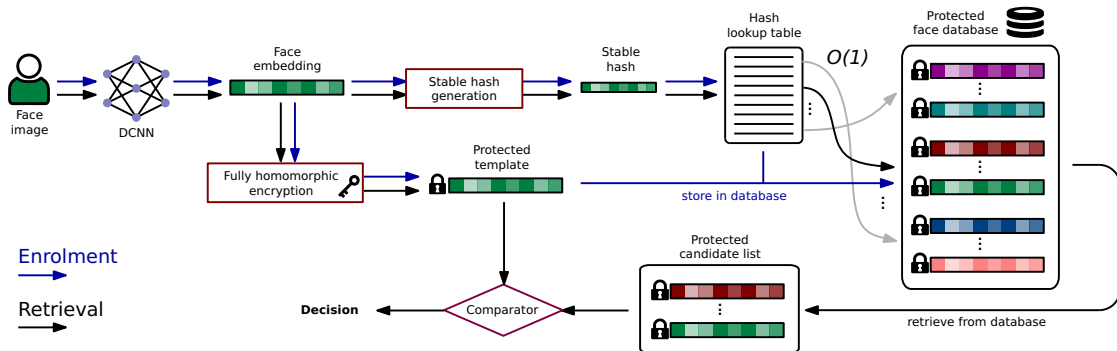 Face
image
DCNN
Face
embedding
Stable hash
generation
Stable
hash
Hash
lookup table
O(1)
Protected
face database
Fully homomorphic
encryption
Protected
template
store in database
Enrolment
Retrieval
Decision
Comparator
Protected
candidate list
retrieve from database